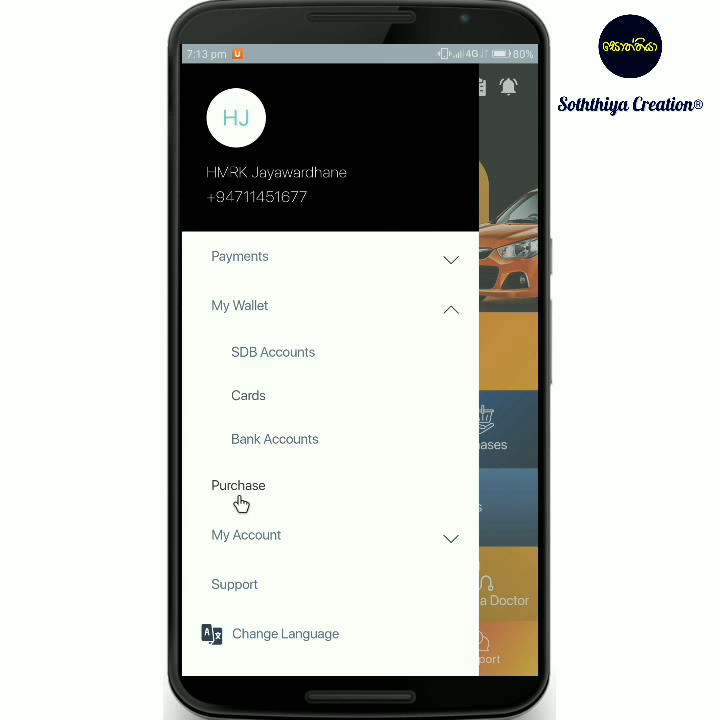 7:13 pm
4G
80%
සොත්තියා
Soththiya Creation®
HJ
HMRK Jayawardhane
+94711451677
Payments
My Wallet
SDB Accounts
Cards
Bank Accounts
Purchase
My Account
Support
Change Language
ases
s
a Doctor
port